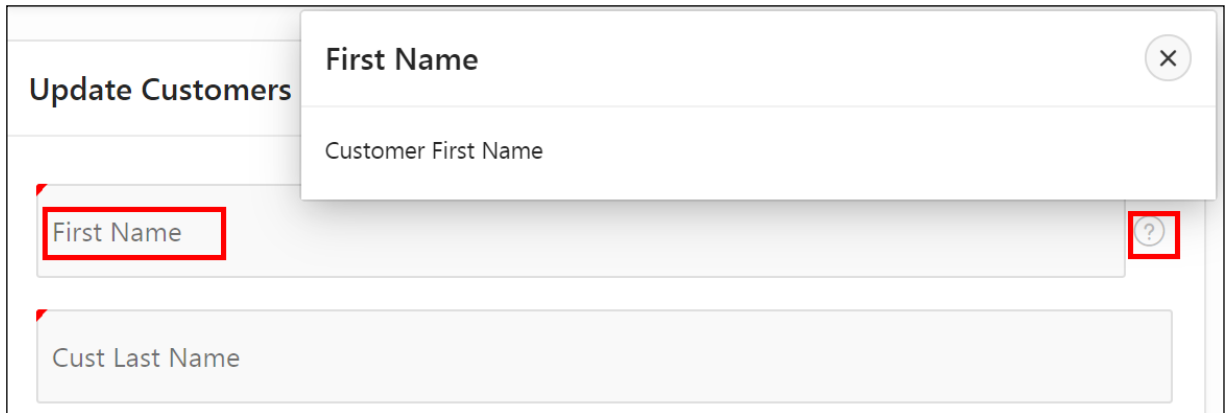 First Name
Update Customers
Customer First Name
First Name
?
Cust Last Name